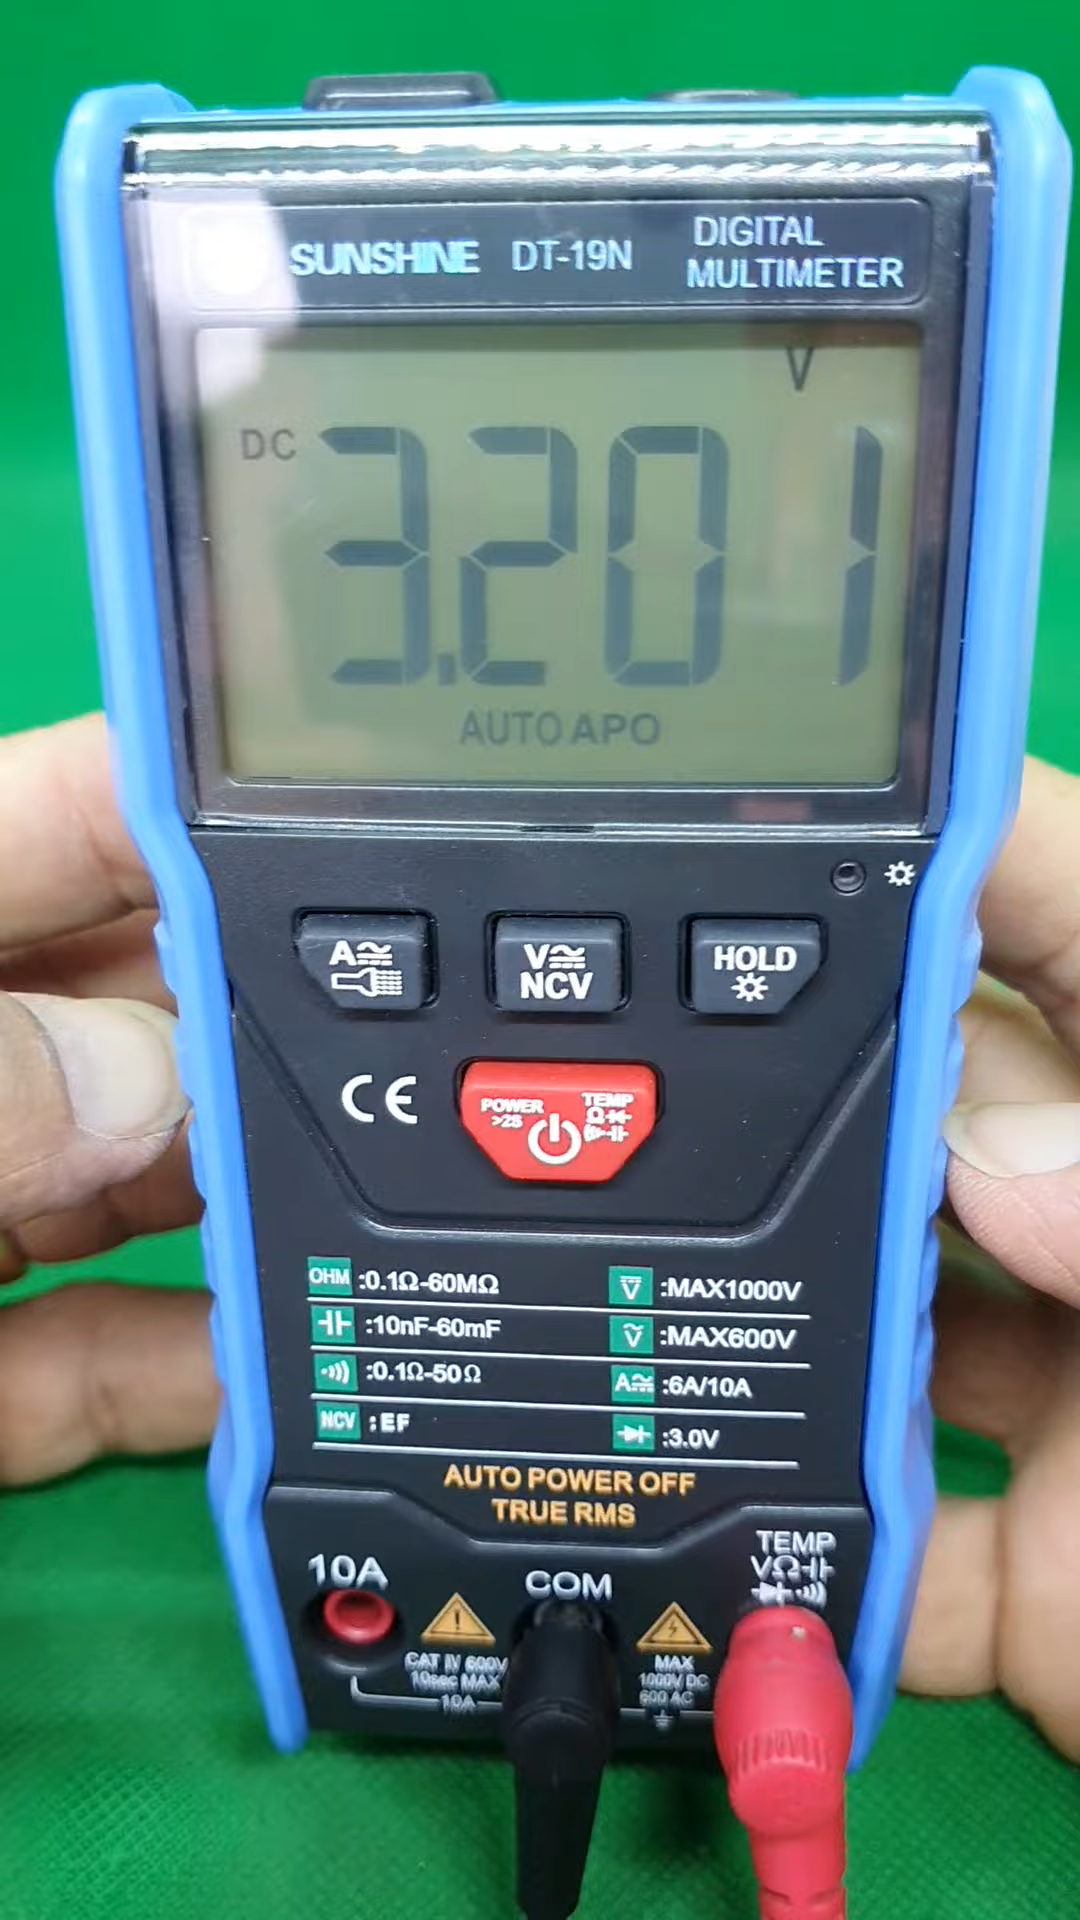 SUNSHINE DT-19N DIGITAL MULTIMETER
V
DC 3.201
AUTO APO
A
V NCV
HOLD
CE
POWER >2S
TEMP Ω
OHM :0.1Ω-60MΩ
V :MAX1000V
:10nF-60mF
V :MAX600V
:0.1Ω-50Ω
A :6A/10A
NCV :EF
:3.0V
AUTO POWER OFF
TRUE RMS
10A
COM
TEMP
VΩ
CAT IV 600V
10sec MAX
10A
MAX
1000V DC
600 AC